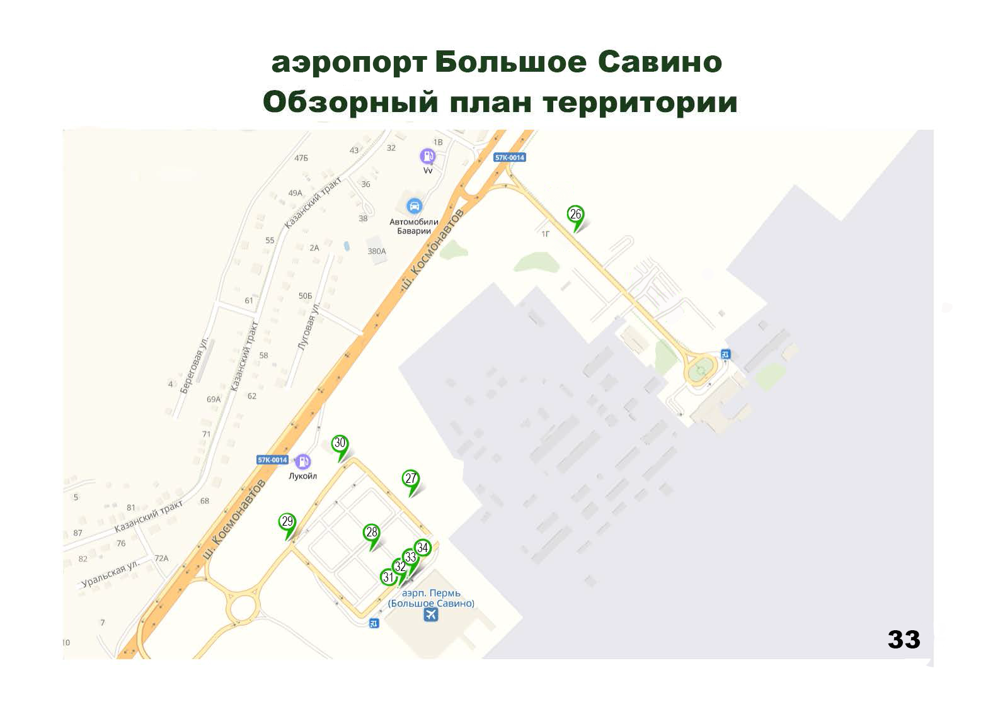 аэропорт Большое Савино
Обзорный план территории
1В
43
32
57К-0014
47Б
Vv
36
49А
Казанский тракт
26
Автомобили
Баварии
38
ш. Космонавтов
1Г
55
2А
380А
50Б
61
Луговая ул.
Береговая ул.
Казанский тракт
58
4
69А
62
71
30
57К-0014
Лукойл
27
5
68
81
ш. Космонавтов
Казанский тракт
29
87
76
28
82
72А
34
33
32
31
Уральская ул.
аэрп. Пермь
(Большое Савино)
7
10
33